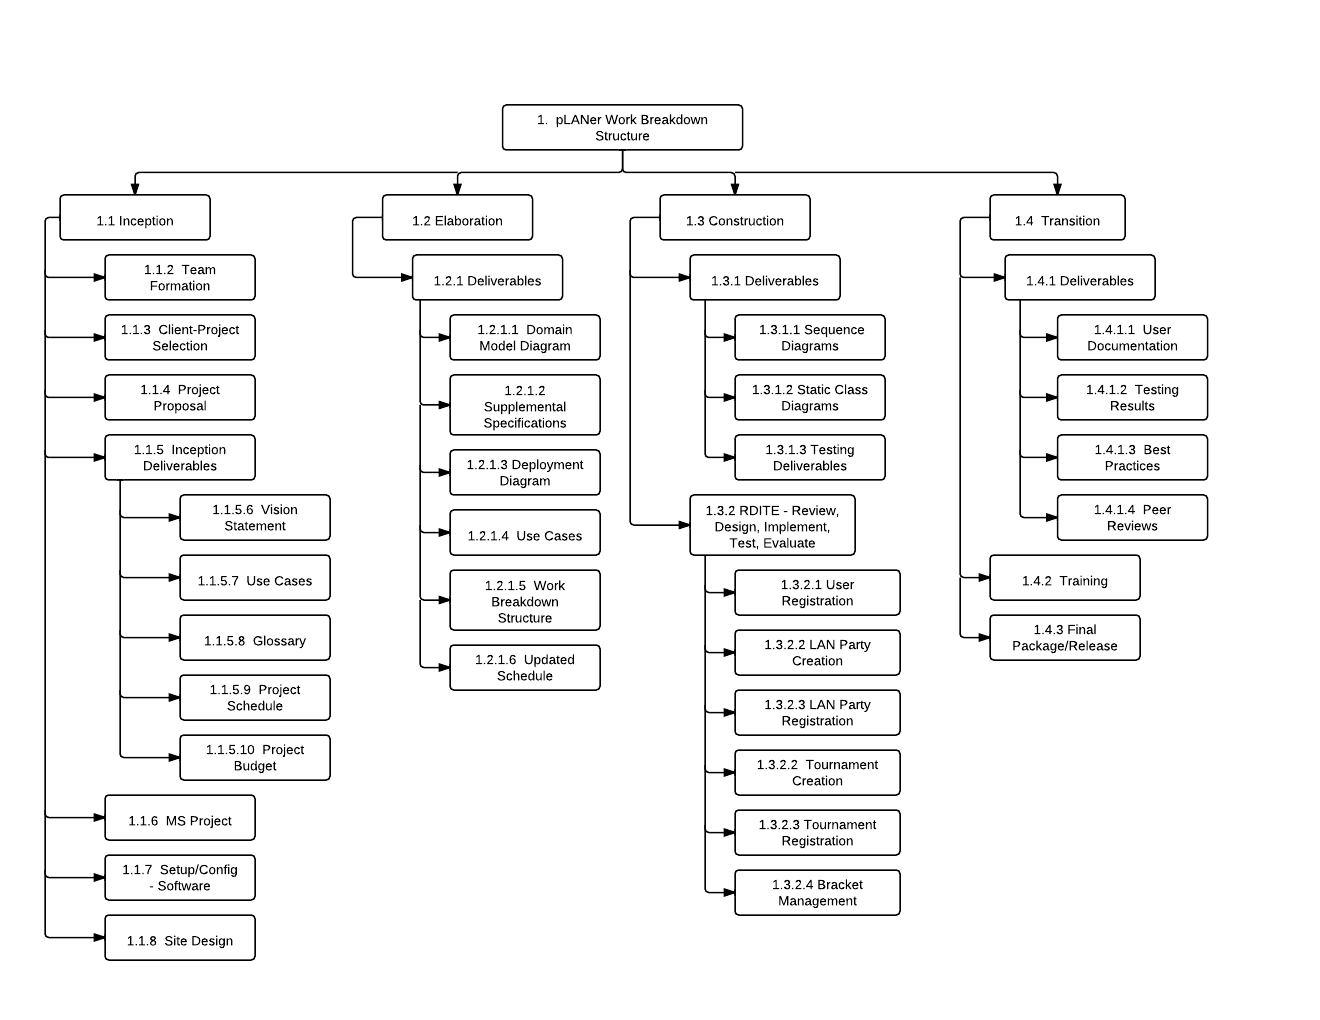 1.  pLANer Work Breakdown
Structure
1.1 Inception
1.1.2  Team
Formation
1.1.3  Client-Project
Selection
1.1.4  Project
Proposal
1.1.5  Inception
Deliverables
1.1.5.6  Vision
Statement
1.1.5.7  Use Cases
1.1.5.8  Glossary
1.1.5.9  Project
Schedule
1.1.5.10  Project
Budget
1.1.6  MS Project
1.1.7  Setup/Config
- Software
1.1.8  Site Design
1.2 Elaboration
1.2.1 Deliverables
1.2.1.1  Domain
Model Diagram
1.2.1.2
Supplemental
Specifications
1.2.1.3 Deployment
Diagram
1.2.1.4  Use Cases
1.2.1.5  Work
Breakdown
Structure
1.2.1.6  Updated
Schedule
1.3 Construction
1.3.1 Deliverables
1.3.1.1 Sequence
Diagrams
1.3.1.2 Static Class
Diagrams
1.3.1.3 Testing
Deliverables
1.3.2 RDITE - Review,
Design, Implement,
Test, Evaluate
1.3.2.1 User
Registration
1.3.2.2 LAN Party
Creation
1.3.2.3 LAN Party
Registration
1.3.2.2  Tournament
Creation
1.3.2.3 Tournament
Registration
1.3.2.4 Bracket
Management
1.4  Transition
1.4.1 Deliverables
1.4.1.1  User
Documentation
1.4.1.2  Testing
Results
1.4.1.3  Best
Practices
1.4.1.4  Peer
Reviews
1.4.2  Training
1.4.3 Final
Package/Release